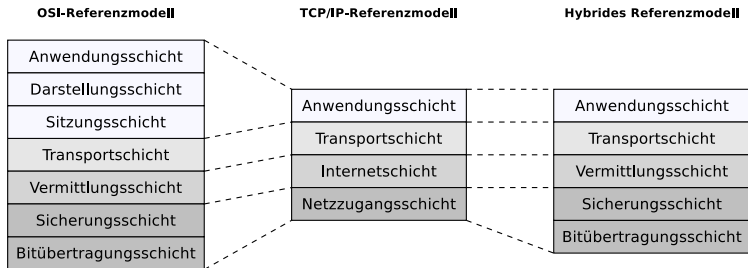 OSI-Referenzmodell
Anwendungsschicht
Darstellungsschicht
Sitzungsschicht
Transportschicht
Vermittlungsschicht
Sicherungsschicht
Bitübertragungsschicht
TCP/IP-Referenzmodell
Anwendungsschicht
Transportschicht
Internetschicht
Netzzugangsschicht
Hybrides Referenzmodell
Anwendungsschicht
Transportschicht
Vermittlungsschicht
Sicherungsschicht
Bitübertragungsschicht